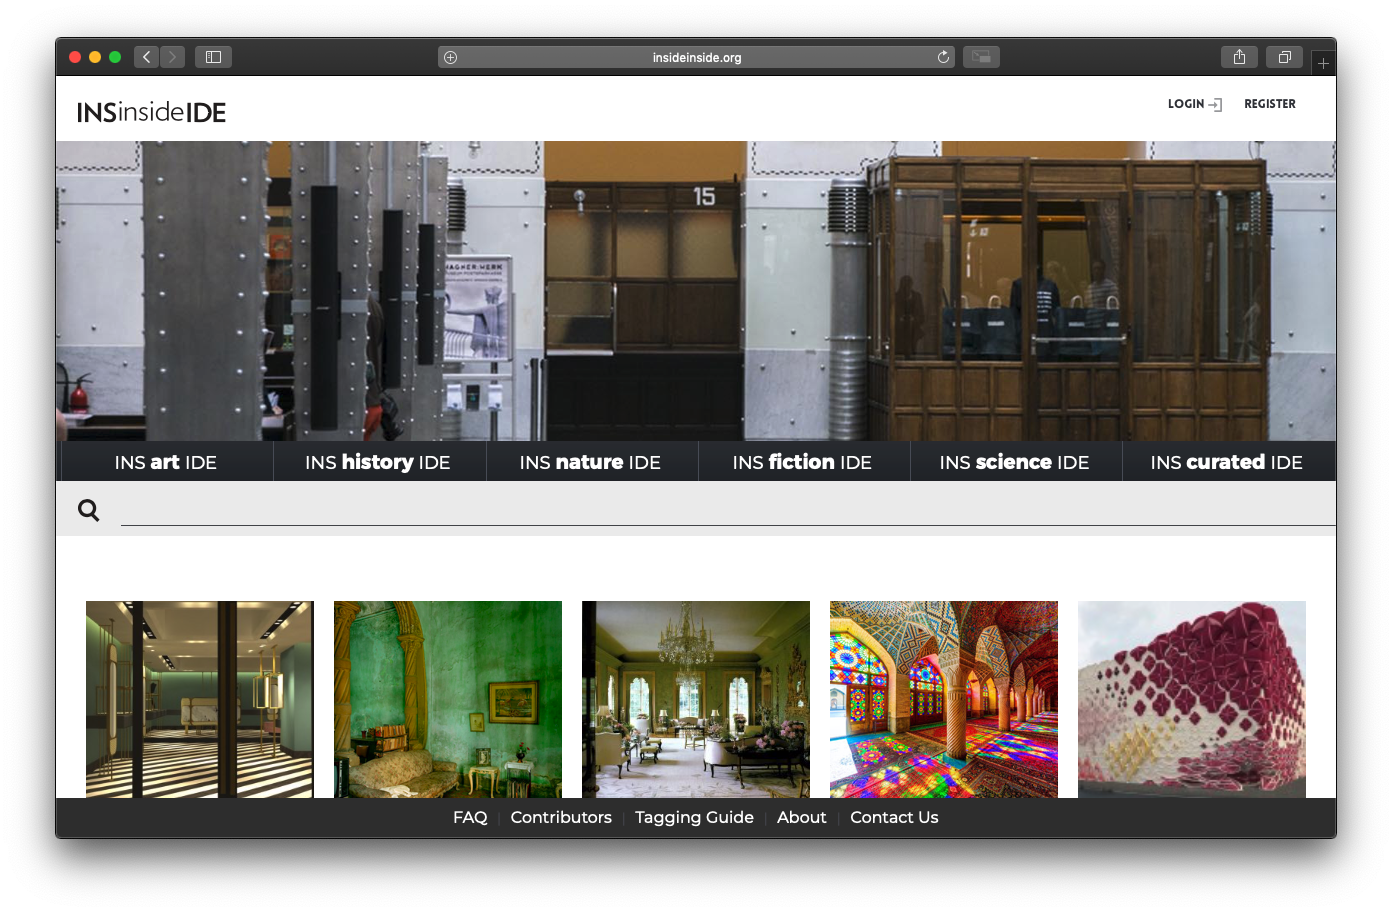 insideinside.org
INSinsideIDE
LOGIN
REGISTER
15
WAGNER:WERK
INS art IDE
INS history IDE
INS nature IDE
INS fiction IDE
INS science IDE
INS curated IDE
FAQ
Contributors
Tagging Guide
About
Contact Us